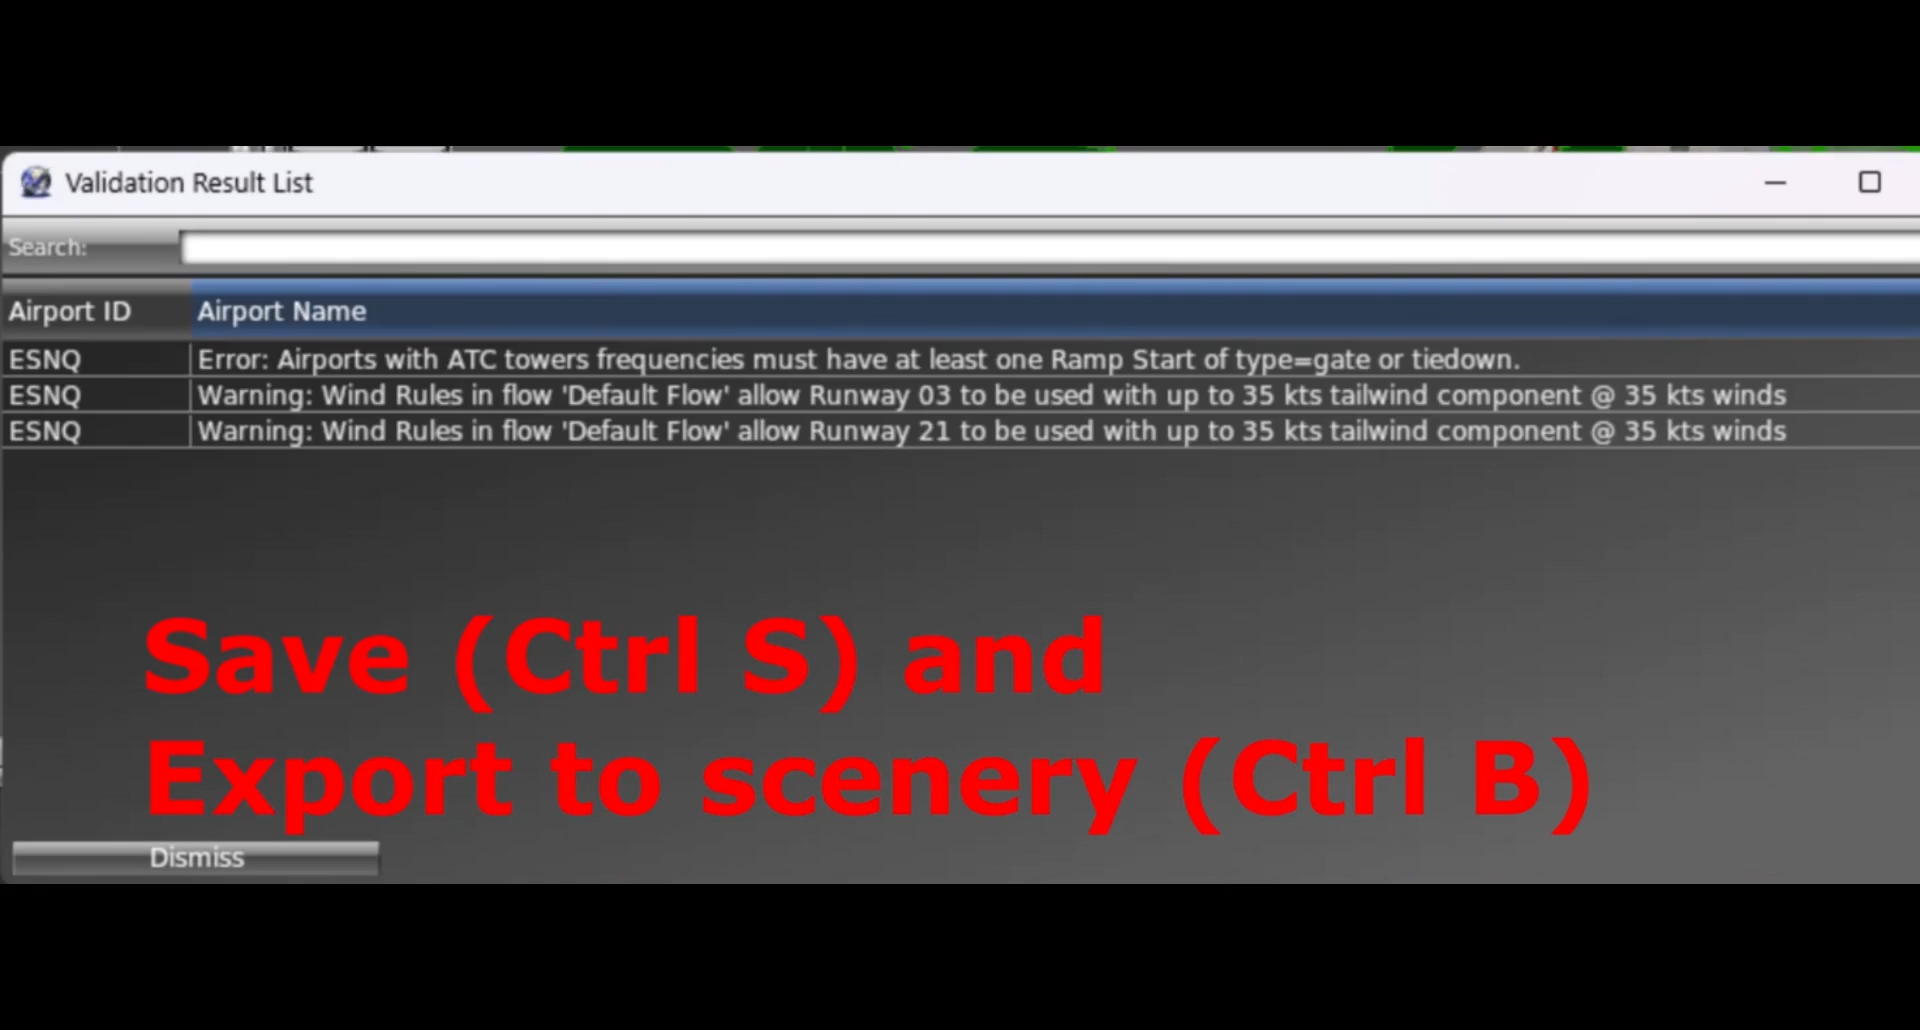 Validation Result List
Search:
Airport ID Airport Name
ESNQ Error: Airports with ATC towers frequencies must have at least one Ramp Start of type=gate or tiedown.
ESNQ Warning: Wind Rules in flow 'Default Flow' allow Runway 03 to be used with up to 35 kts tailwind component @ 35 kts winds
ESNQ Warning: Wind Rules in flow 'Default Flow' allow Runway 21 to be used with up to 35 kts tailwind component @ 35 kts winds
Save (Ctrl S) and
Export to scenery (Ctrl B)
Dismiss